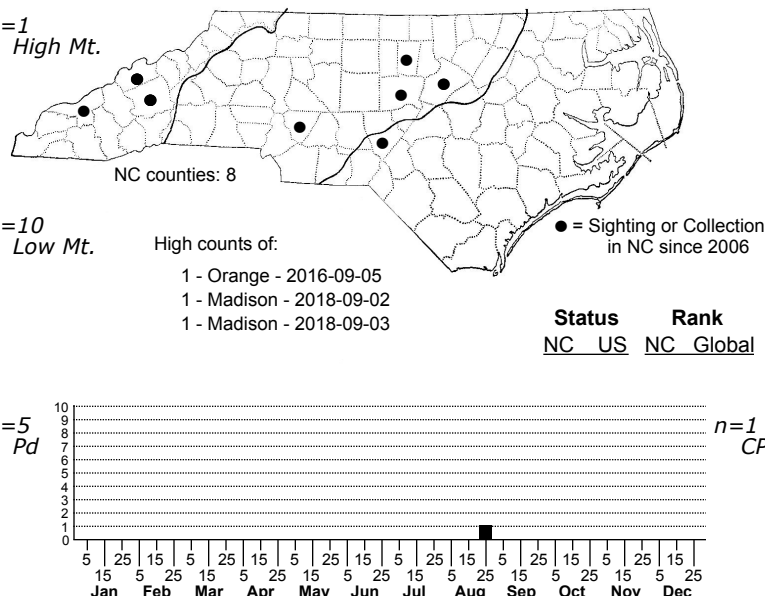 =1
High Mt.
NC counties: 8
=10
Low Mt.
High counts of:
1 - Orange - 2016-09-05
1 - Madison - 2018-09-02
1 - Madison - 2018-09-03
● = Sighting or Collection
in NC since 2006
Status Rank
NC US NC Global
=5
Pd
n=1
CP
10
9
8
7
6
5
4
3
2
1
0
5 25 15 5 25 15 5 25 15 5 25 15 5 25 15 5 25 15
15 5 25 15 5 25 15 5 25 15 5 25 15 5 25 15 5 25
Jan Feb Mar Apr May Jun Jul Aug Sep Oct Nov Dec